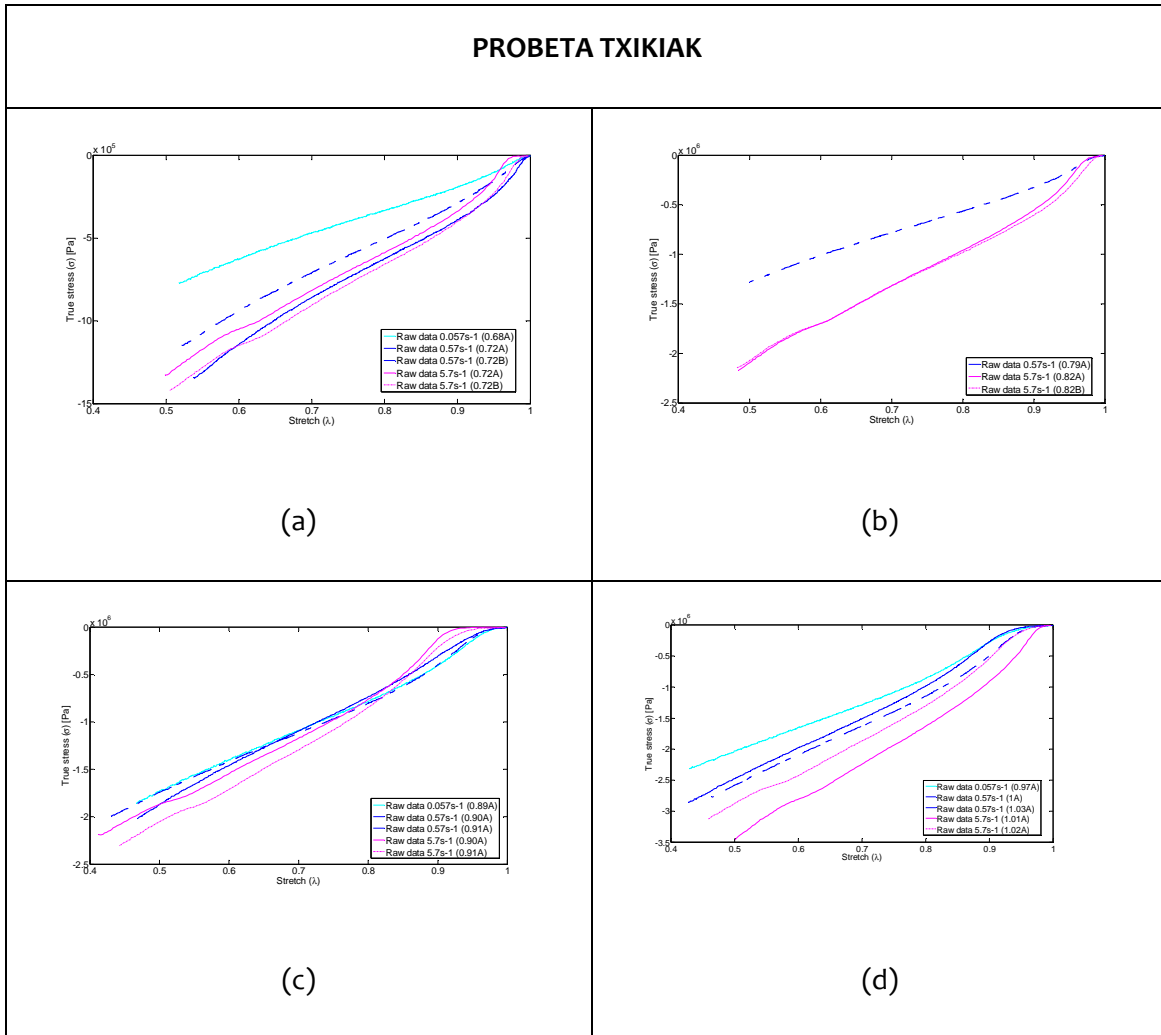 PROBETA TXIKIAK
x 10⁵
0
-5
-10
-15
0.4 0.5 0.6 0.7 0.8 0.9 1
Stretch (λ)
True stress (σ) [Pa]
Raw data 0.057s-1 (0.68A)
Raw data 0.57s-1 (0.72A)
Raw data 0.57s-1 (0.72B)
Raw data 5.7s-1 (0.72A)
Raw data 5.7s-1 (0.72B)
(a)
x 10⁶
0
-0.5
-1
-1.5
-2
-2.5
0.4 0.5 0.6 0.7 0.8 0.9 1
Stretch (λ)
True stress (σ) [Pa]
Raw data 0.57s-1 (0.79A)
Raw data 5.7s-1 (0.82A)
Raw data 5.7s-1 (0.82B)
(b)
x 10⁶
0
-0.5
-1
-1.5
-2
-2.5
0.4 0.5 0.6 0.7 0.8 0.9 1
Stretch (λ)
True stress (σ) [Pa]
Raw data 0.057s-1 (0.89A)
Raw data 0.57s-1 (0.90A)
Raw data 0.57s-1 (0.91A)
Raw data 5.7s-1 (0.90A)
Raw data 5.7s-1 (0.91A)
(c)
x 10⁶
0
-0.5
-1
-1.5
-2
-2.5
-3
-3.5
0.4 0.5 0.6 0.7 0.8 0.9 1
Stretch (λ)
True stress (σ) [Pa]
Raw data 0.057s-1 (0.97A)
Raw data 0.57s-1 (1A)
Raw data 0.57s-1 (1.03A)
Raw data 5.7s-1 (1.01A)
Raw data 5.7s-1 (1.02A)
(d)